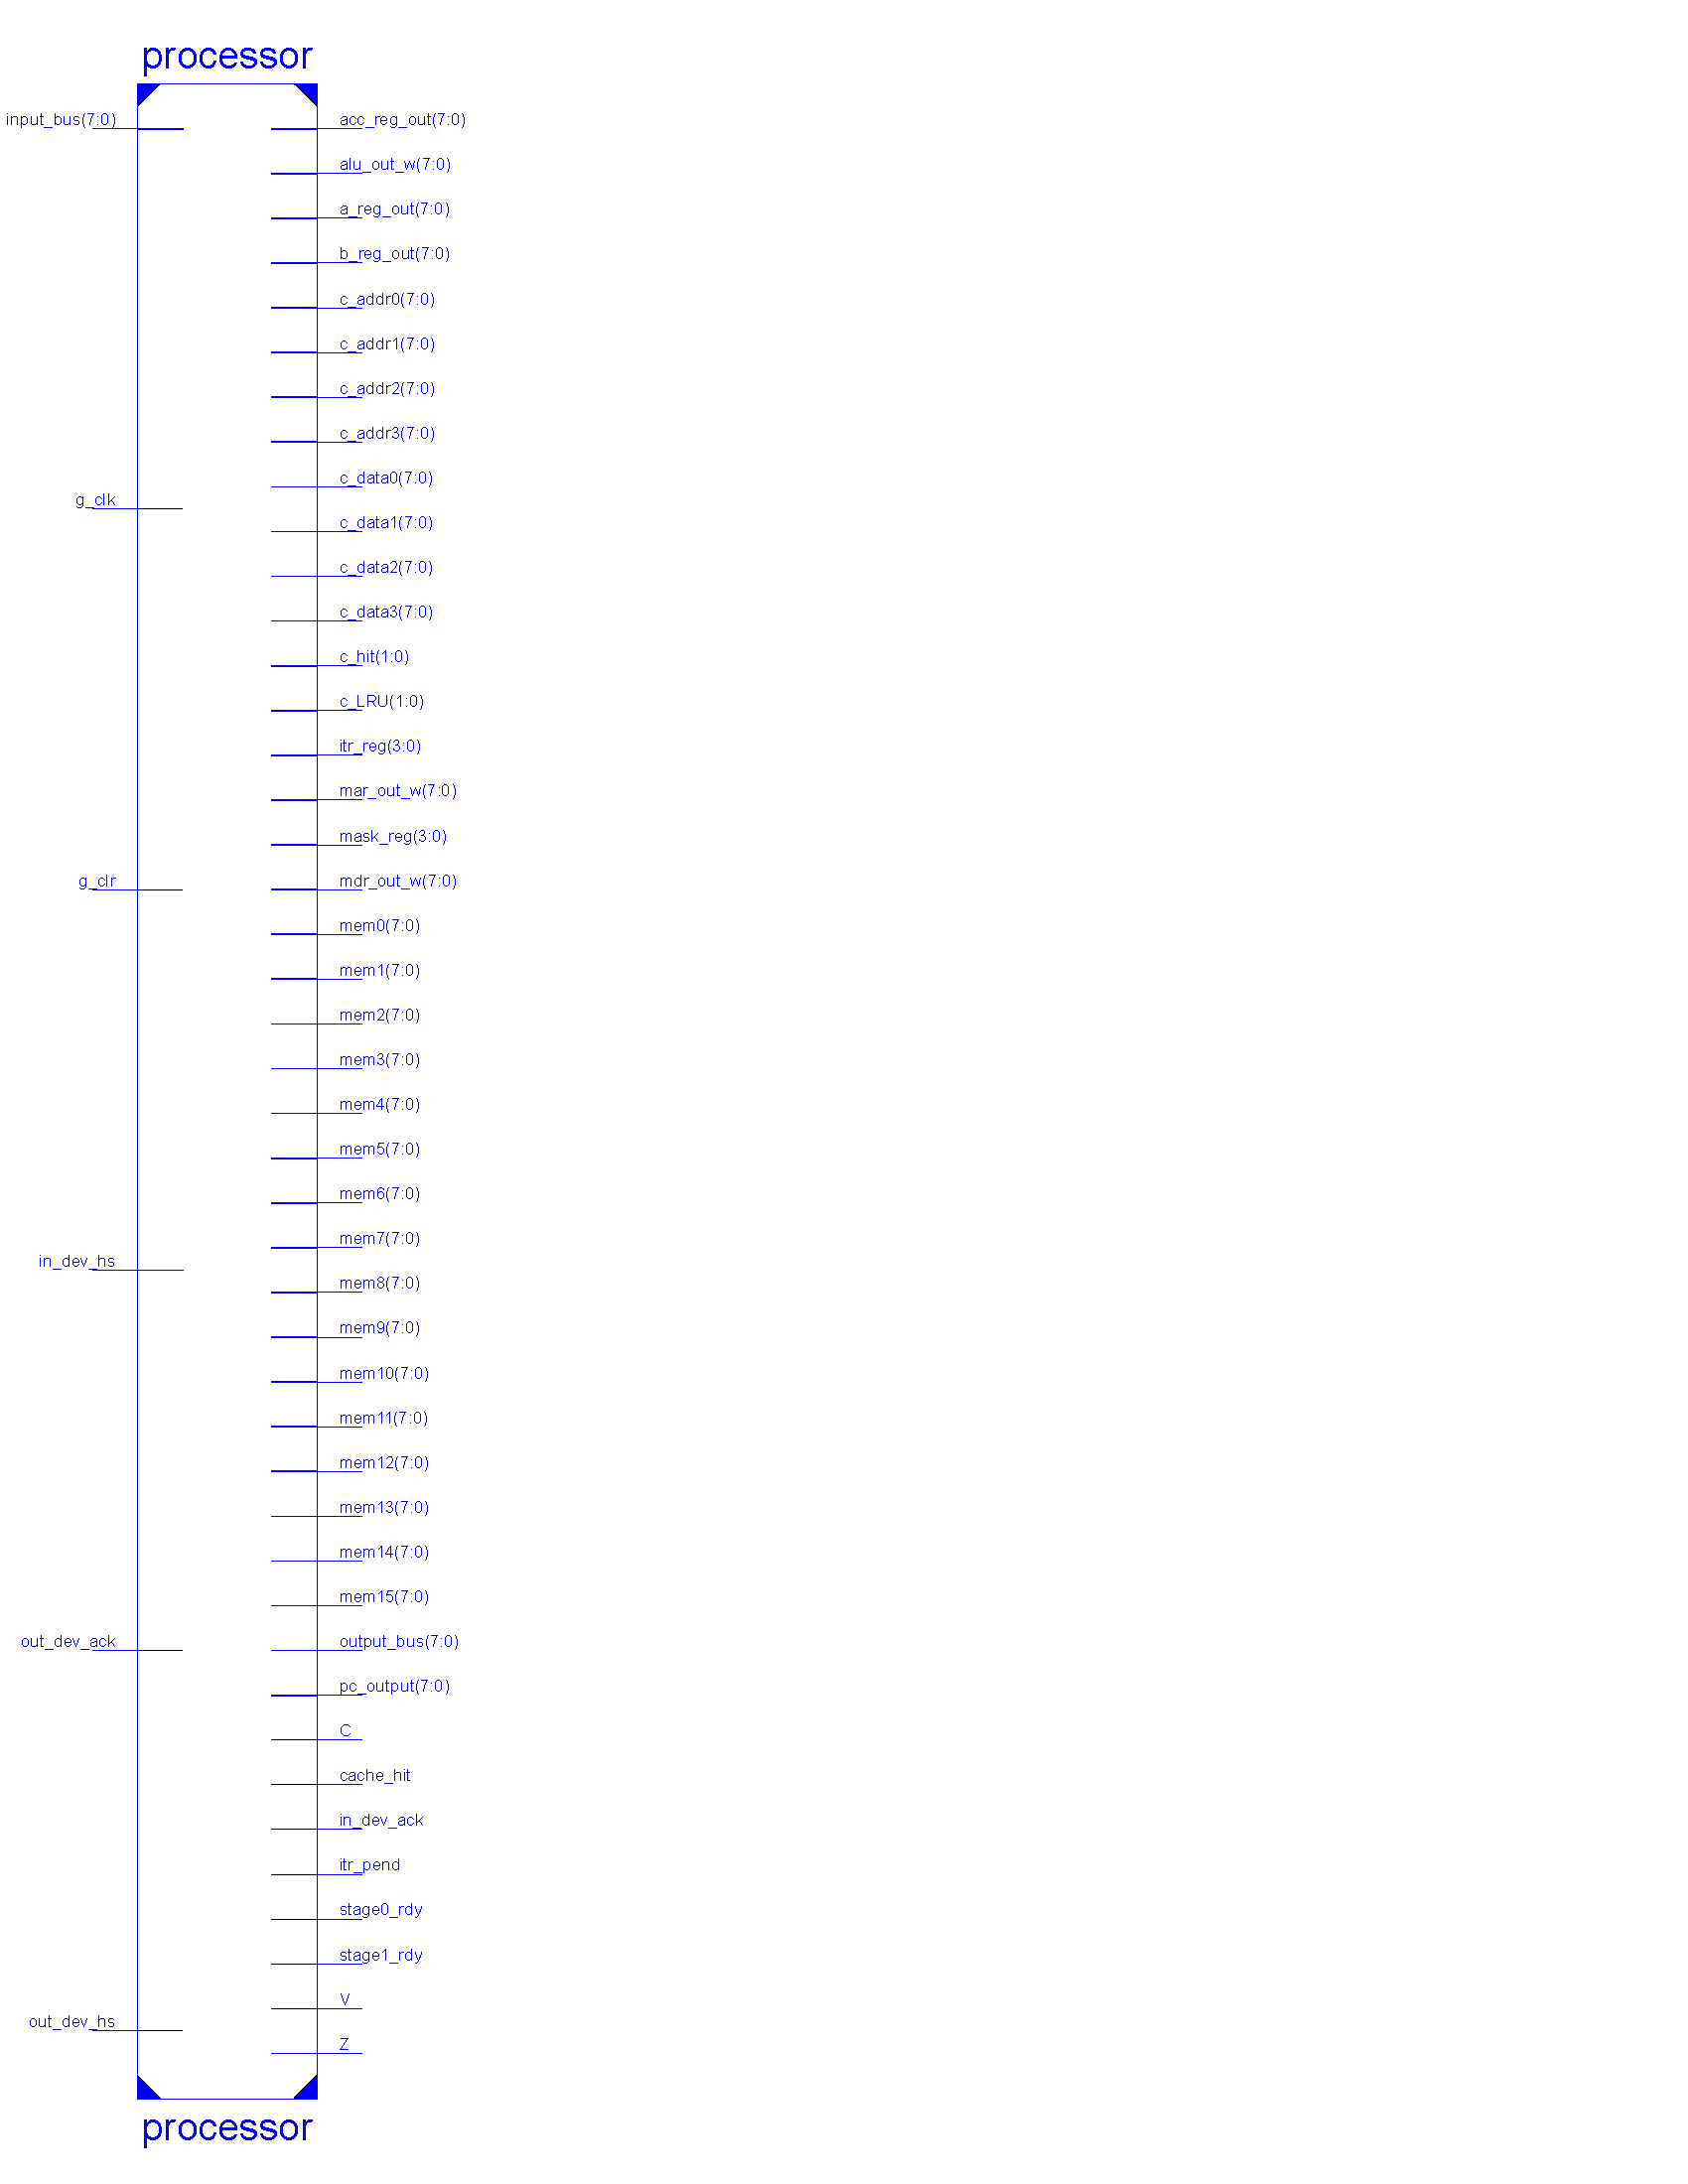 processor
input_bus(7:0)
acc_reg_out(7:0)
alu_out_w(7:0)
a_reg_out(7:0)
b_reg_out(7:0)
c_addr0(7:0)
c_addr1(7:0)
c_addr2(7:0)
c_addr3(7:0)
c_data0(7:0)
g_clk
c_data1(7:0)
c_data2(7:0)
c_data3(7:0)
c_hit(1:0)
c_LRU(1:0)
itr_reg(3:0)
mar_out_w(7:0)
mask_reg(3:0)
g_clr
mdr_out_w(7:0)
mem0(7:0)
mem1(7:0)
mem2(7:0)
mem3(7:0)
mem4(7:0)
mem5(7:0)
mem6(7:0)
mem7(7:0)
in_dev_hs
mem8(7:0)
mem9(7:0)
mem10(7:0)
mem11(7:0)
mem12(7:0)
mem13(7:0)
mem14(7:0)
mem15(7:0)
out_dev_ack
output_bus(7:0)
pc_output(7:0)
C
cache_hit
in_dev_ack
itr_pend
stage0_rdy
stage1_rdy
V
out_dev_hs
Z
processor